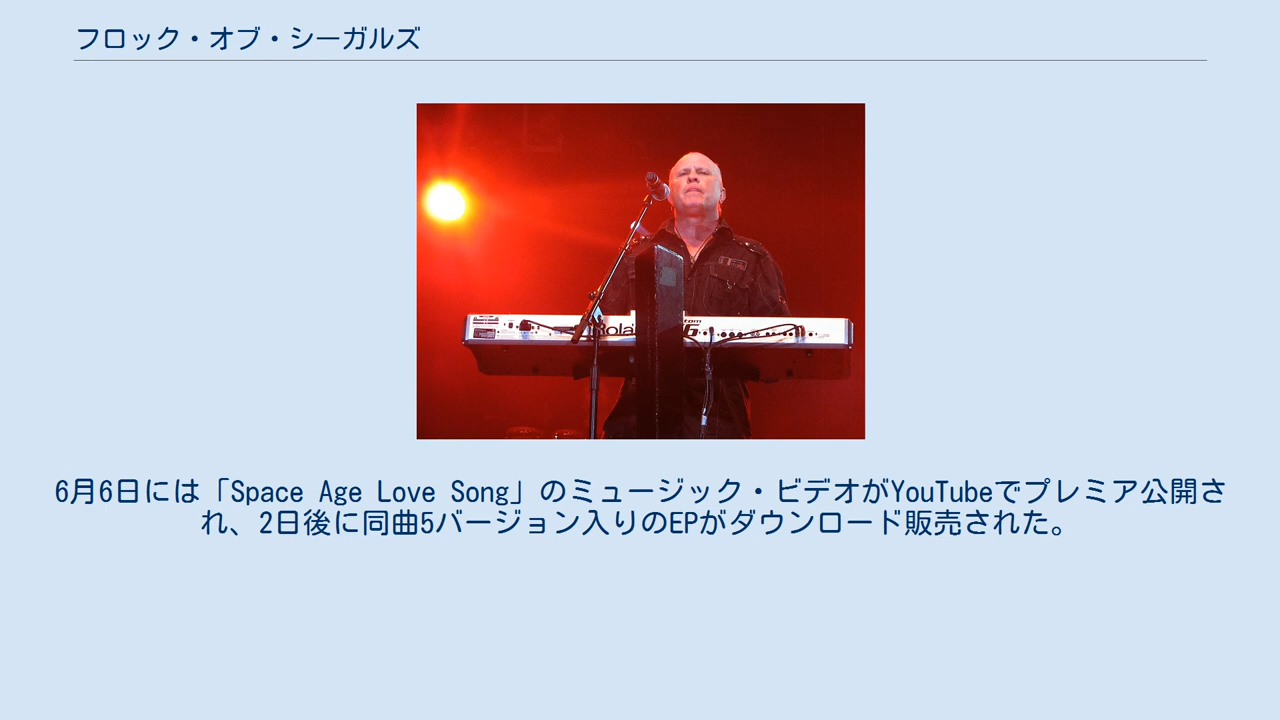 フロック・オブ・シーガルズ
6月6日には「Space Age Love Song」のミュージック・ビデオがYouTubeでプレミア公開さ
れ、2日後に同曲5バージョン入りのEPがダウンロード販売された。